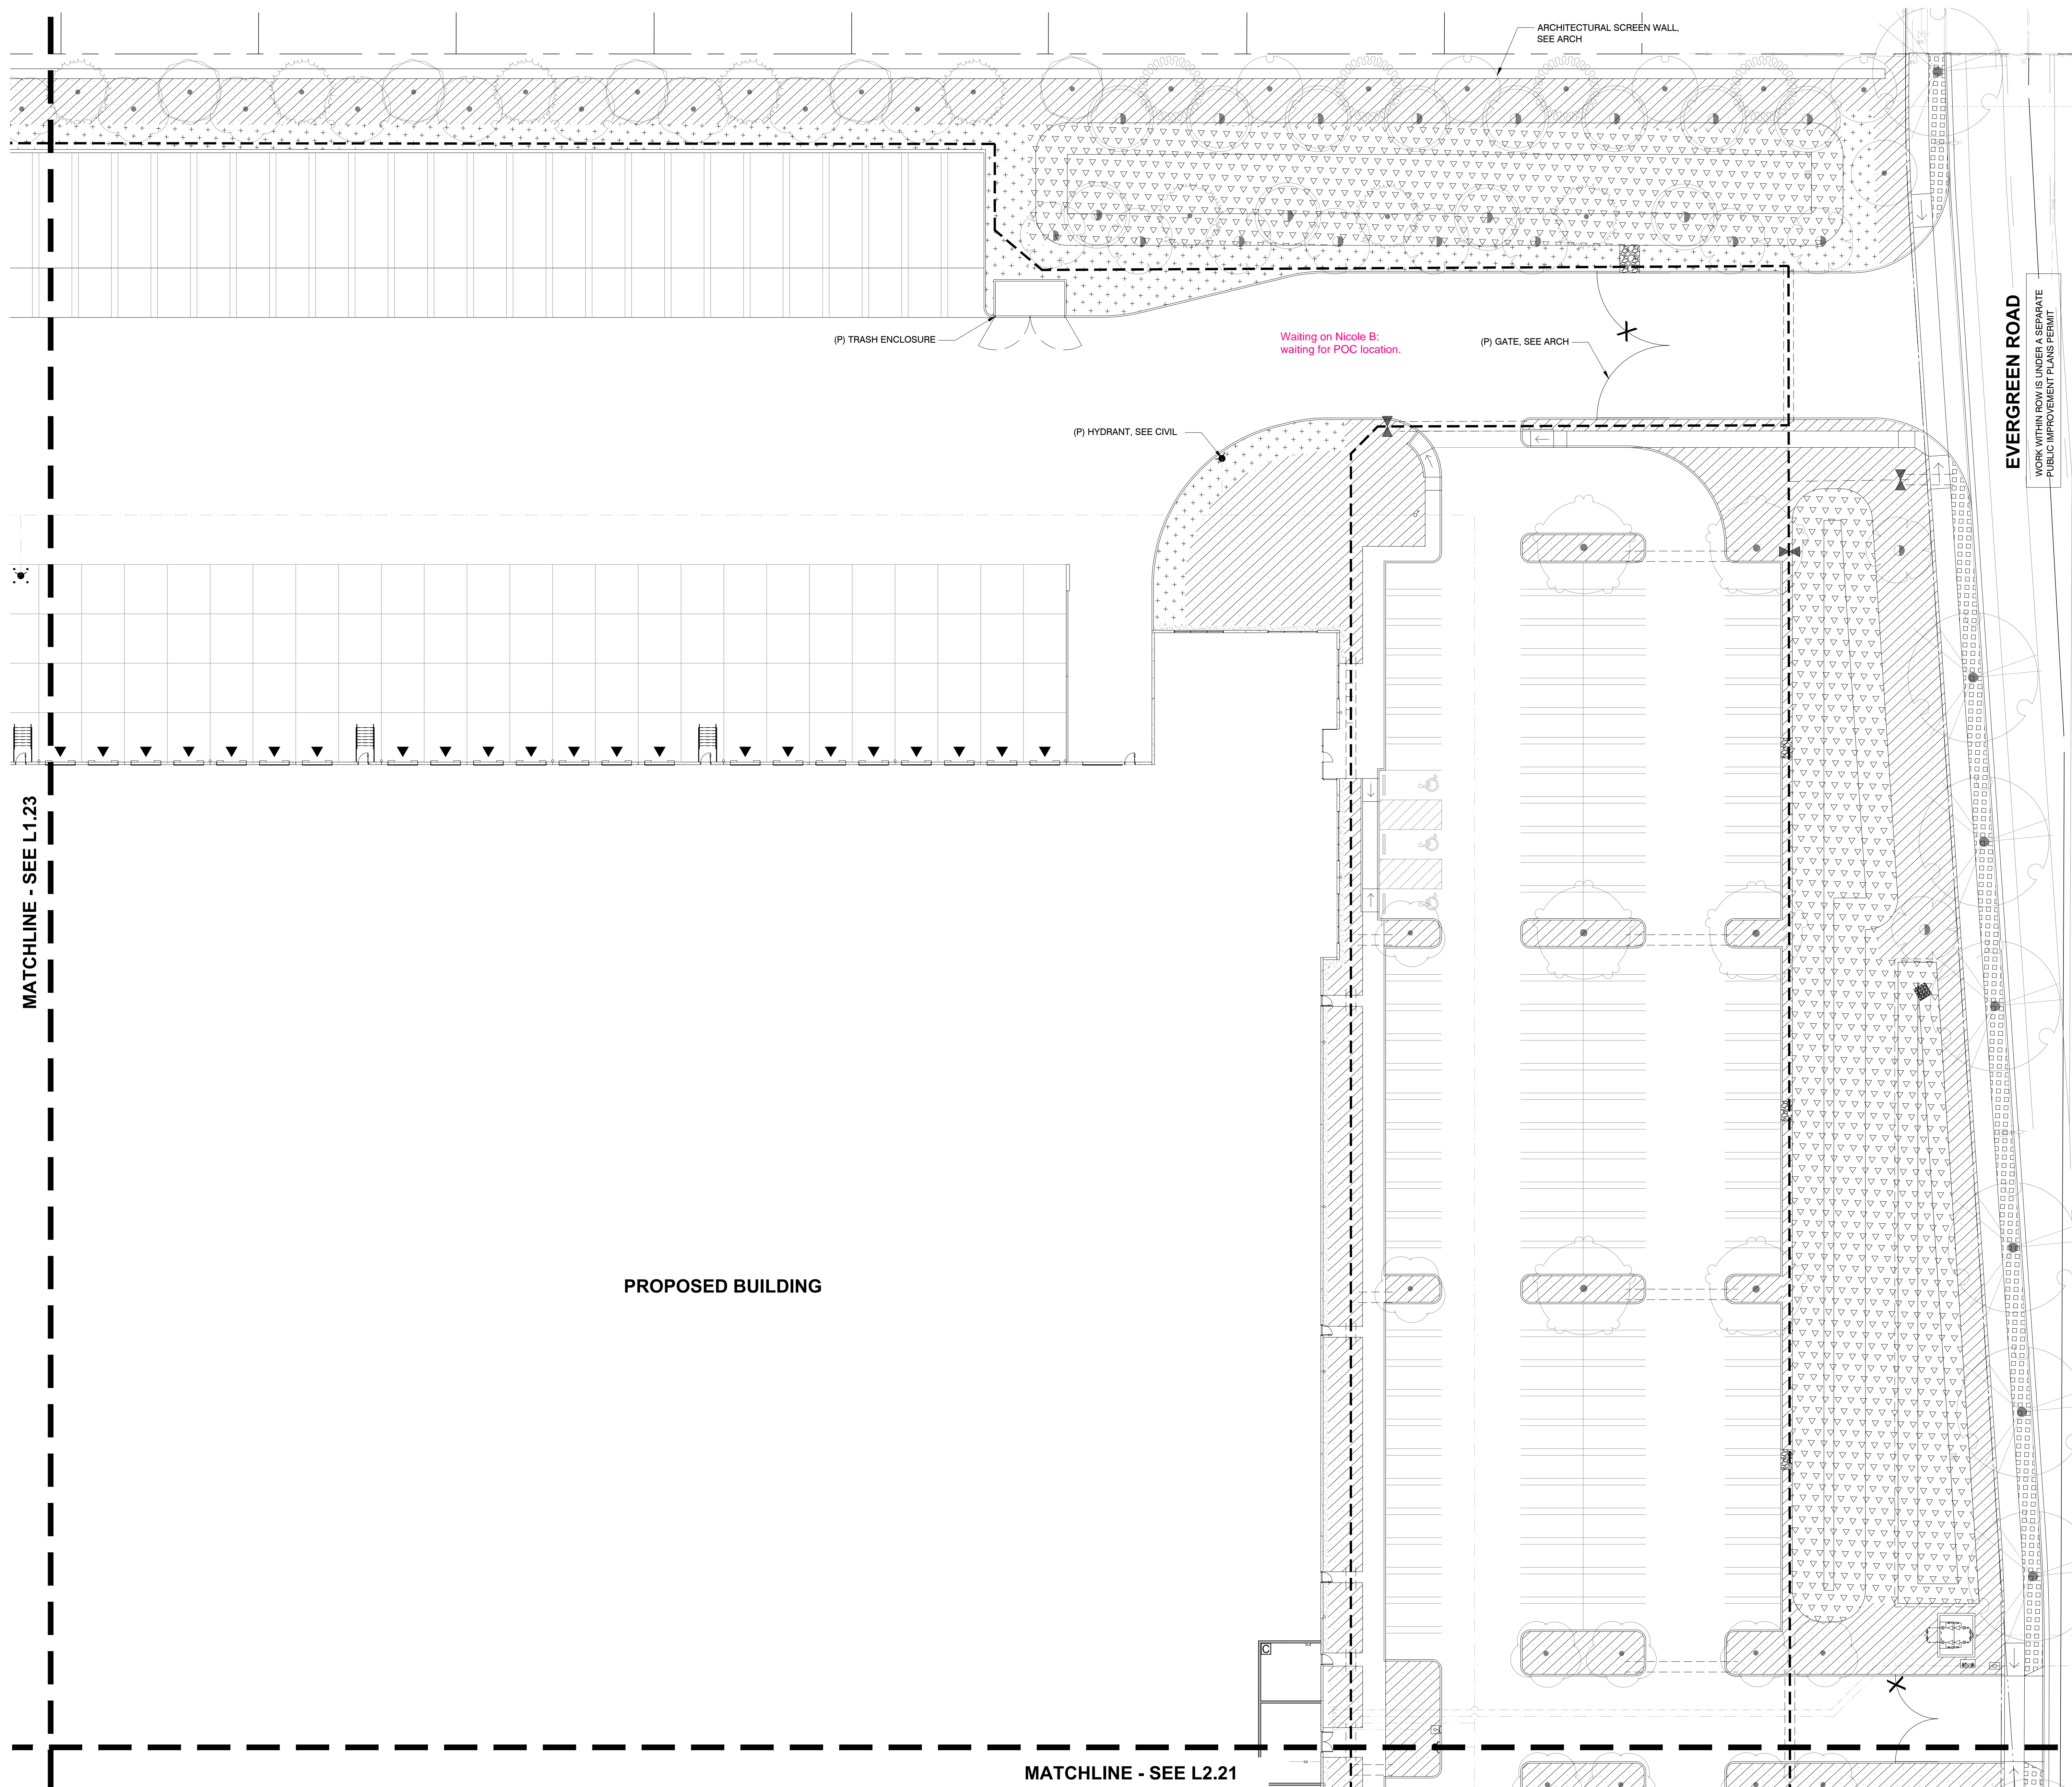 ARCHITECTURAL SCREEN WALL,
SEE ARCH
(P) TRASH ENCLOSURE
Waiting on Nicole B:
waiting for POC location.
(P) GATE, SEE ARCH
(P) HYDRANT, SEE CIVIL
EVERGREEN ROAD
WORK WITHIN ROW IS UNDER A SEPARATE
PUBLIC IMPROVEMENT PLANS PERMIT
MATCHLINE - SEE L1.23
PROPOSED BUILDING
C
MATCHLINE - SEE L2.21